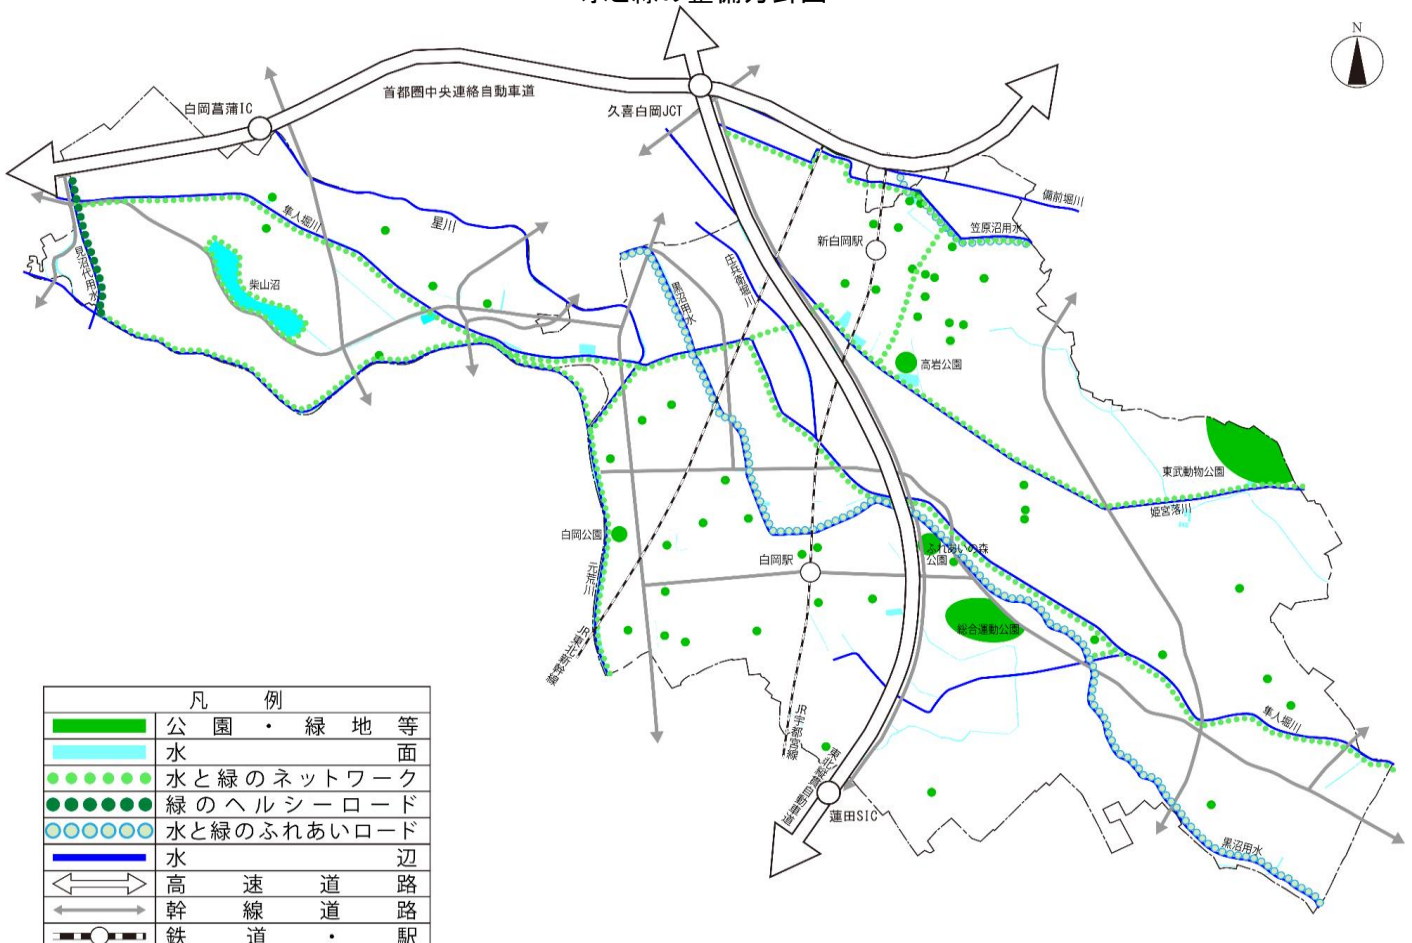 N
首都圏中央連絡自動車道
白岡菖蒲IC
久喜白岡JCT
備前堀川
隼人堀川
星川
新白岡駅
笠原沼用水
見沼代用水
柴山沼
黒沼用水
庄兵衛堀川
高岩公園
東武動物公園
姫宮落川
白岡公園
元荒川
白岡駅
ふれあいの森
公園
総合運動公園
JR東北新幹線
JR宇都宮線
東北縦貫自動車道
蓮田SIC
隼人堀川
黒沼用水
凡例
公園・緑地等
水面
水と緑のネットワーク
緑のヘルシーロード
水と緑のふれあいロード
水辺
高速道路
幹線道路
鉄道・駅